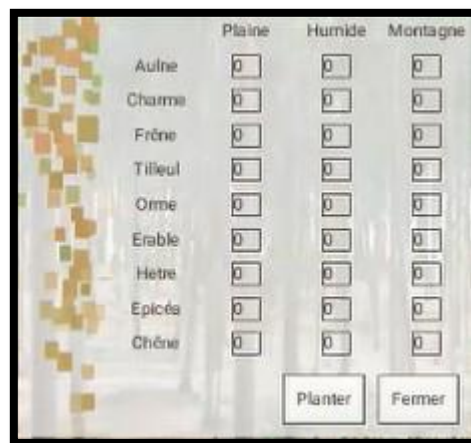 Plaine Humide Montagne
Aulne 0 0 0
Charme 0 0 0
Frêne 0 0 0
Tilleul 0 0 0
Orme 0 0 0
Erable 0 0 0
Hetre 0 0 0
Epicéa 0 0 0
Chêne 0 0 0
Planter Fermer